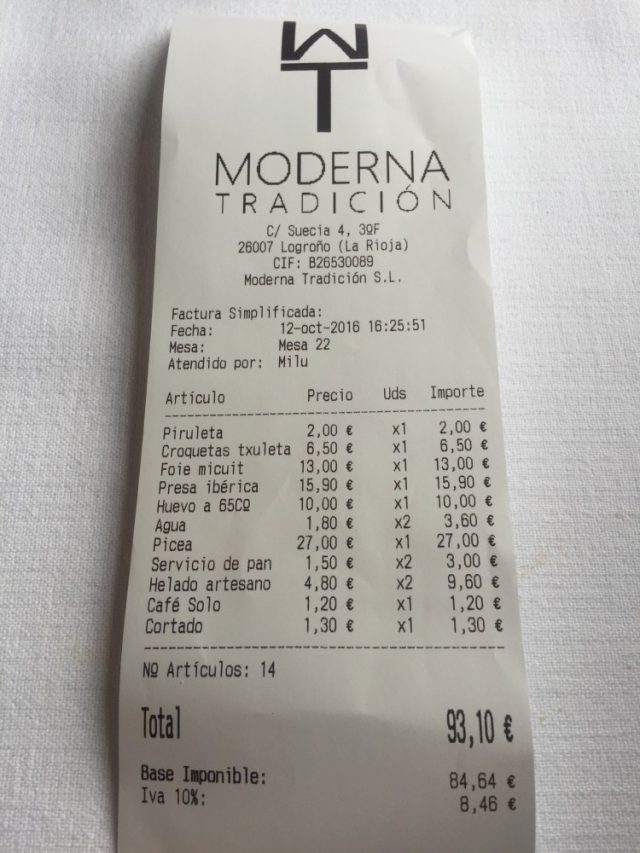 MODERNA
TRADICIÓN
C/ Suecia 4, 3ºF
26007 Logroño (La Rioja)
CIF: B26530089
Moderna Tradición S.L.
Factura Simplificada:
Fecha: 12-oct-2016 16:25:51
Mesa: Mesa 22
Atendido por: Milu
Artículo Precio Uds Importe
Piruleta 2,00 € x1 2,00 €
Croquetas txuleta 6,50 € x1 6,50 €
Foie micuit 13,00 € x1 13,00 €
Presa ibérica 15,90 € x1 15,90 €
Huevo a 65Cº 10,00 € x1 10,00 €
Agua 1,80 € x2 3,60 €
Picea 27,00 € x1 27,00 €
Servicio de pan 1,50 € x2 3,00 €
Helado artesano 4,80 € x2 9,60 €
Café Solo 1,20 € x1 1,20 €
Cortado 1,30 € x1 1,30 €
Nº Artículos: 14
Total 93,10 €
Base Imponible: 84,64 €
Iva 10%: 8,46 €